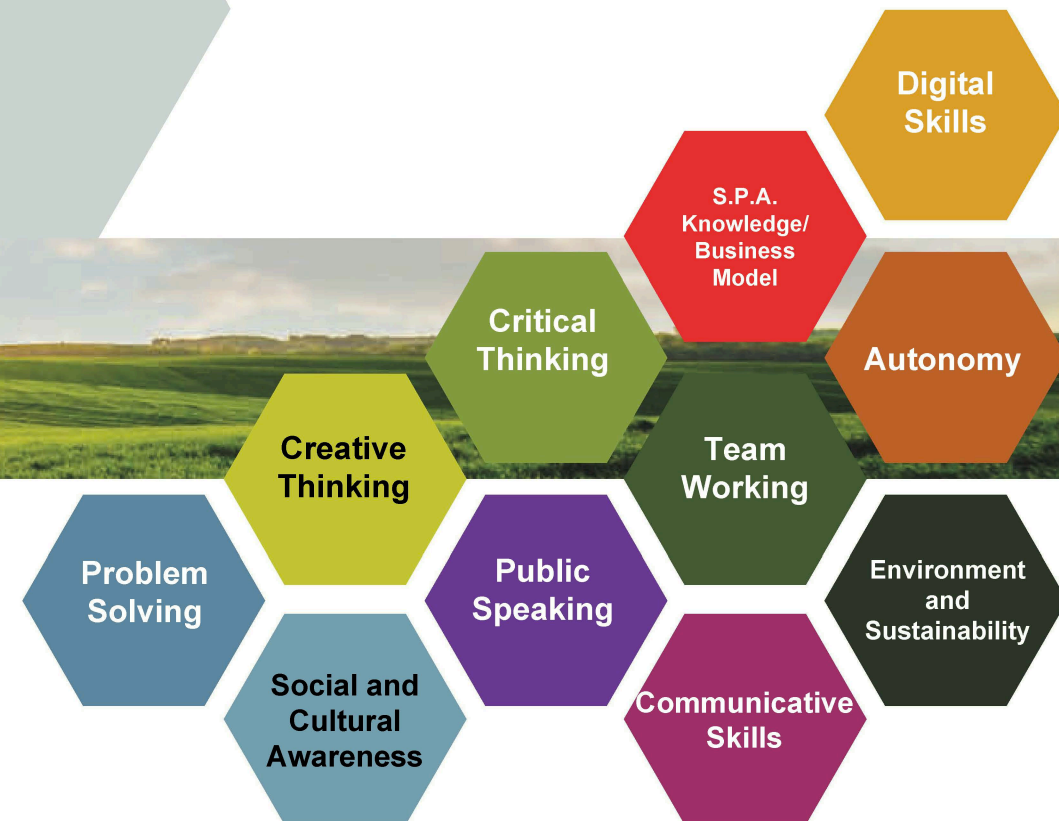 Digital
Skills
S.P.A.
Knowledge/
Business
Model
Critical
Thinking
Autonomy
Creative
Thinking
Team
Working
Problem
Solving
Public
Speaking
Environment
and
Sustainability
Social and
Cultural
Awareness
Communicative
Skills